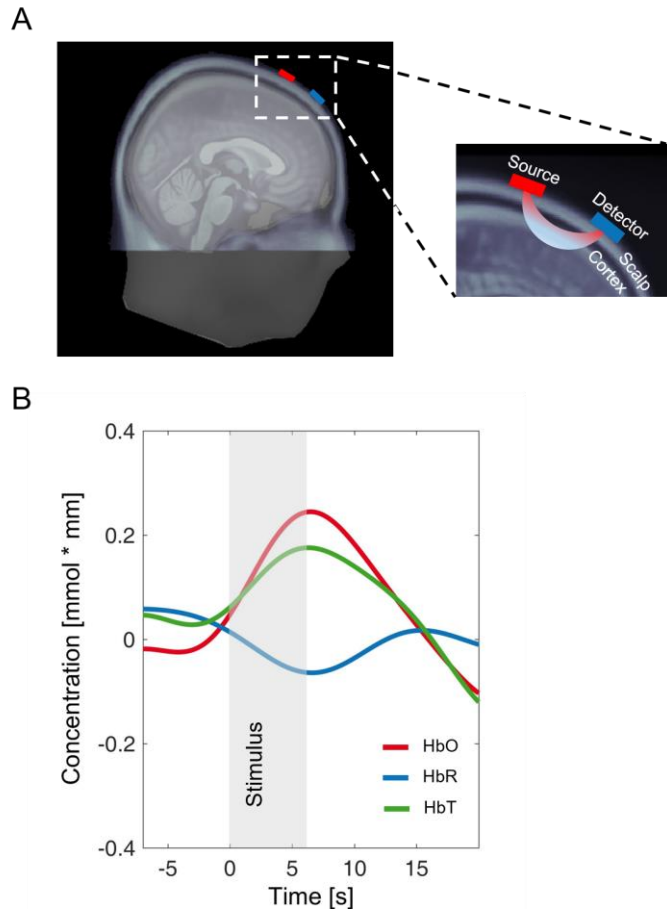 A
Source
Detector
Scalp
Cortex
B
Concentration [mmol * mm]
0.4
0.2
0
-0.2
-0.4
Stimulus
HbO
HbR
HbT
-5
0
5
10
15
Time [s]